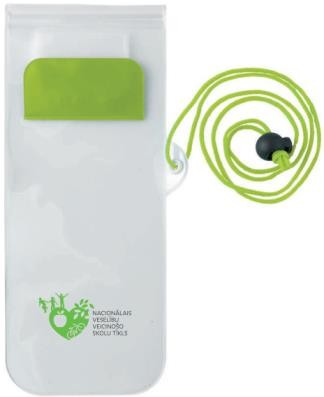 NACIONĀLAIS
VESELĪBU
VEICINOŠO
SKOLU TĪKLS